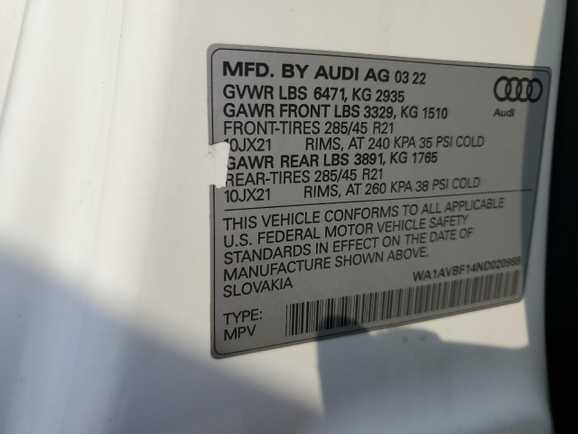 MFD. BY AUDI AG 03 22
GVWR LBS 6471, KG 2935
GAWR FRONT LBS 3329, KG 1510
FRONT-TIRES 285/45 R21
10JX21 RIMS, AT 240 KPA 35 PSI COLD
GAWR REAR LBS 3891, KG 1765
REAR-TIRES 285/45 R21
10JX21 RIMS, AT 260 KPA 38 PSI COLD
Audi
THIS VEHICLE CONFORMS TO ALL APPLICABLE
U.S. FEDERAL MOTOR VEHICLE SAFETY
STANDARDS IN EFFECT ON THE DATE OF
MANUFACTURE SHOWN ABOVE.
SLOVAKIA
TYPE:
MPV